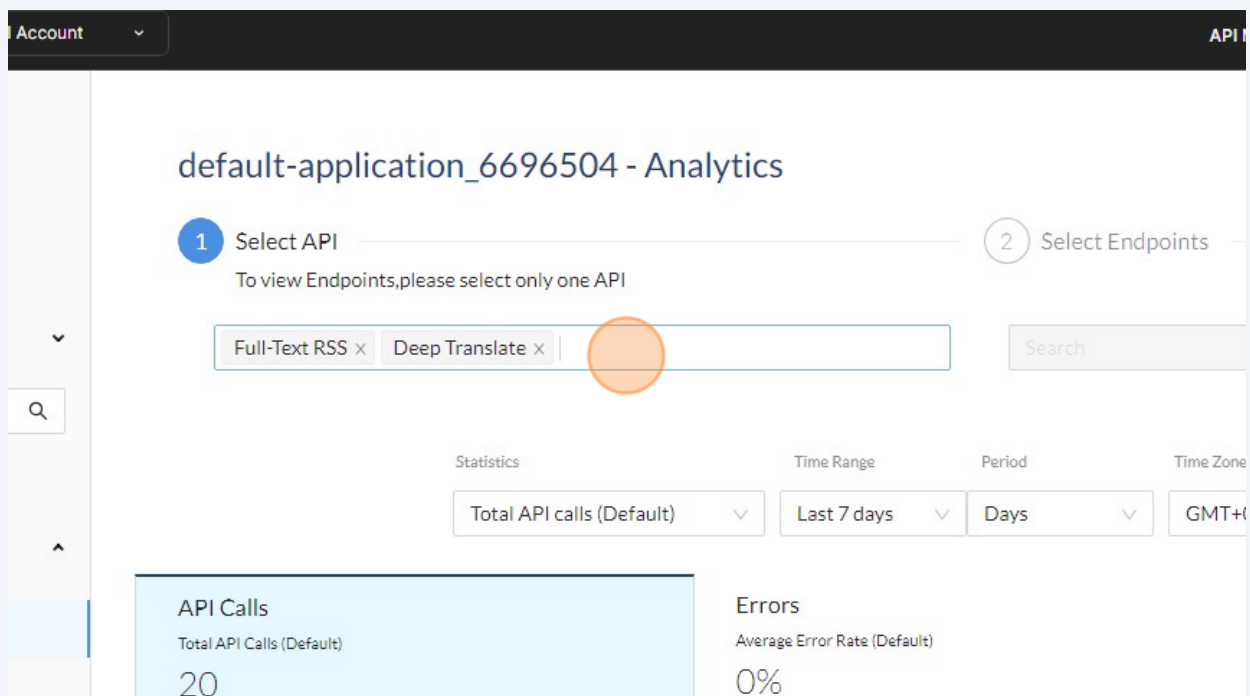 Account
API
default-application_6696504 - Analytics
1 Select API
2 Select Endpoints
To view Endpoints,please select only one API
Full-Text RSS × Deep Translate ×
Search
Statistics Time Range Period Time Zone
Total API calls (Default) Last 7 days Days GMT+
API Calls
Total API Calls (Default)
20
Errors
Average Error Rate (Default)
0%